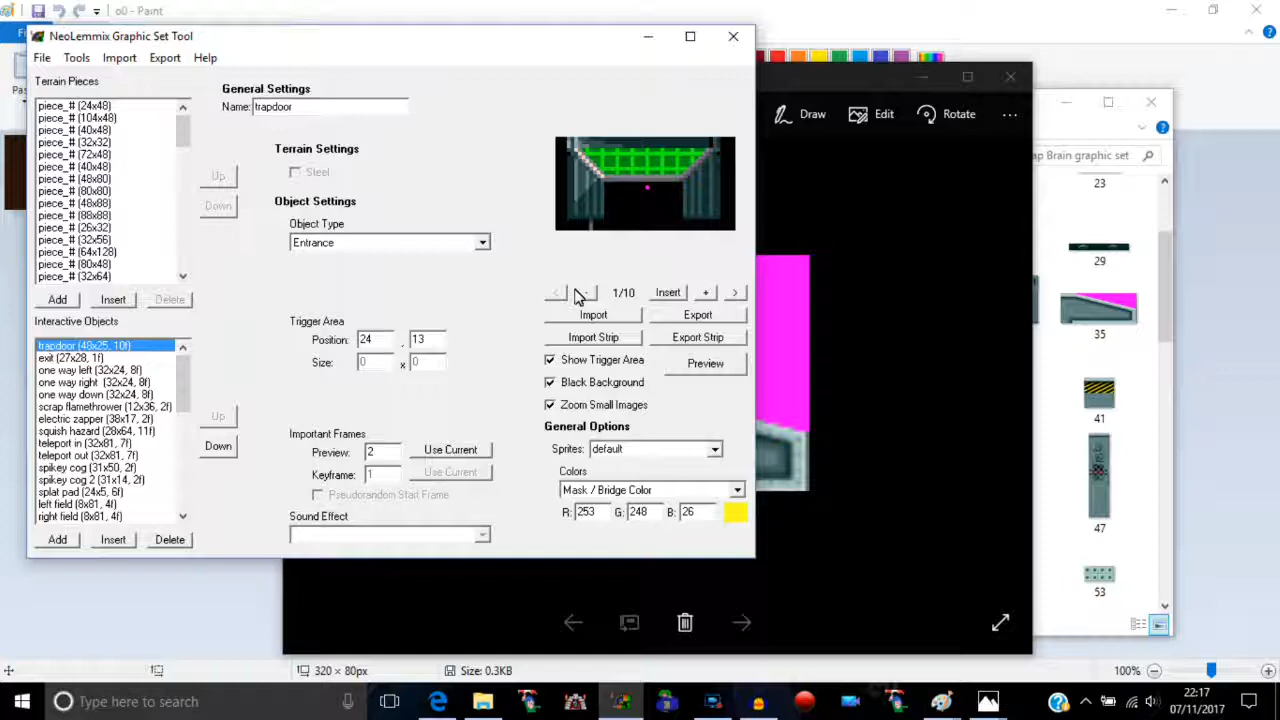 o0 - Paint
NeoLemmix Graphic Set Tool
File Tools Import Export Help
Terrain Pieces
piece_# (24x48)
piece_# (104x48)
piece_# (40x48)
piece_# (32x32)
piece_# (72x48)
piece_# (40x48)
piece_# (48x80)
piece_# (80x80)
piece_# (48x88)
piece_# (88x88)
piece_# (26x32)
piece_# (32x56)
piece_# (64x128)
piece_# (80x48)
piece_# (32x64)
Up
Down
Add Insert Delete
Interactive Objects
trapdoor (48x25, 10f)
exit (27x28, 1f)
one way left (32x24, 8f)
one way right (32x24, 8f)
one way down (32x24, 8f)
scrap flamethrower (12x36, 2f)
electric zapper (38x17, 2f)
squish hazard (28x64, 11f)
teleport in (32x81, 7f)
teleport out (32x81, 7f)
spikey cog (31x50, 2f)
spikey cog 2 (31x14, 2f)
splat pad (24x5, 6f)
left field (8x81, 4f)
right field (8x81, 4f)
Up
Down
Add Insert Delete
General Settings
Name: trapdoor
Terrain Settings
Steel
Object Settings
Object Type
Entrance
Trigger Area
Position: 24 , 13
Size: 0 x 0
Important Frames
Preview: 2 Use Current
Keyframe: 1 Use Current
Pseudorandom Start Frame
Sound Effect
< 1/10 Insert + >
Import Export
Import Strip Export Strip
Show Trigger Area Preview
Black Background
Zoom Small Images
General Options
Sprites: default
Colors
Mask / Bridge Color
R: 253 G: 248 B: 26
Draw Edit Rotate
ap Brain graphic set
23
29
35
41
47
53
320 × 80px Size: 0.3KB 100%
Type here to search
22:17
07/11/2017